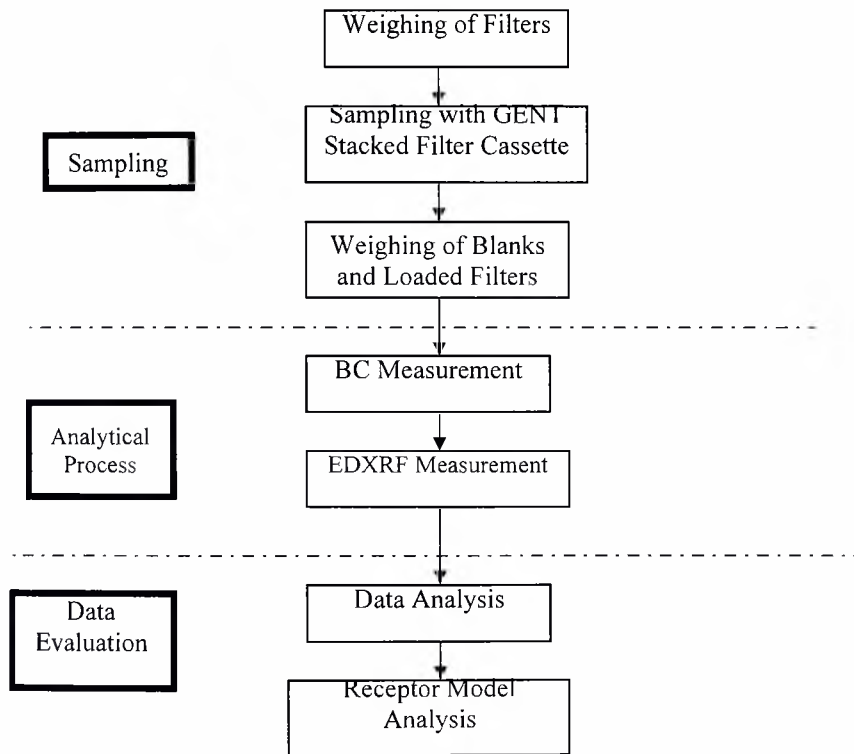 Weighing of Filters
Sampling with GENT
Stacked Filter Cassette
Sampling
Weighing of Blanks
and Loaded Filters
BC Measurement
Analytical
Process
EDXRF Measurement
Data
Evaluation
Data Analysis
Receptor Model
Analysis